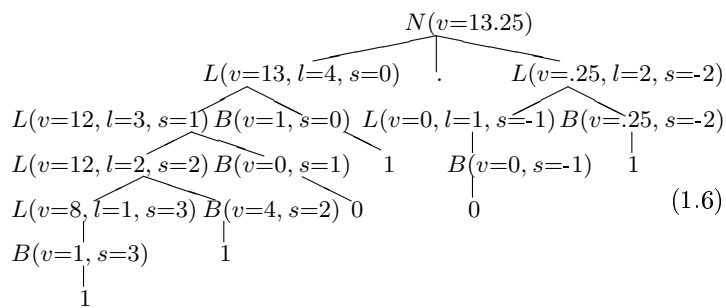 N(v=13.25)
L(v=13, l=4, s=0) . L(v=.25, l=2, s=-2)
L(v=12, l=3, s=1) B(v=1, s=0) L(v=0, l=1, s=-1) B(v=.25, s=-2)
L(v=12, l=2, s=2) B(v=0, s=1) 1 B(v=0, s=-1) 1
L(v=8, l=1, s=3) B(v=4, s=2) 0 0 (1.6)
B(v=1, s=3) 1
1